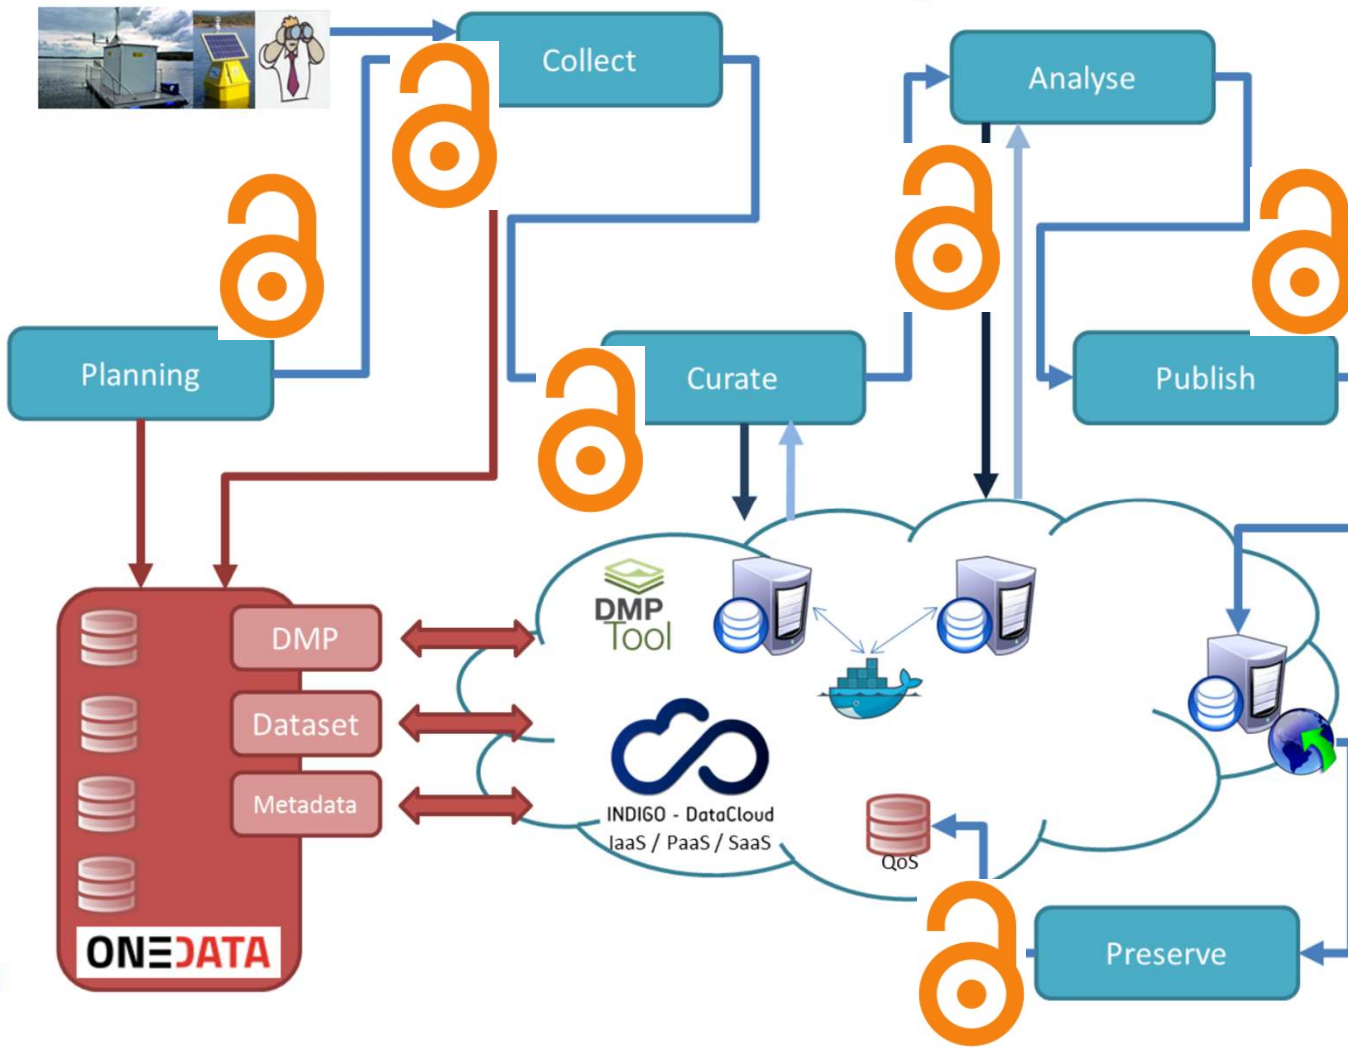 Collect
Analyse
Planning
Curate
Publish
DMP
Tool
DMP
Dataset
Metadata
INDIGO - DataCloud
IaaS / PaaS / SaaS
QoS
ONEDATA
Preserve